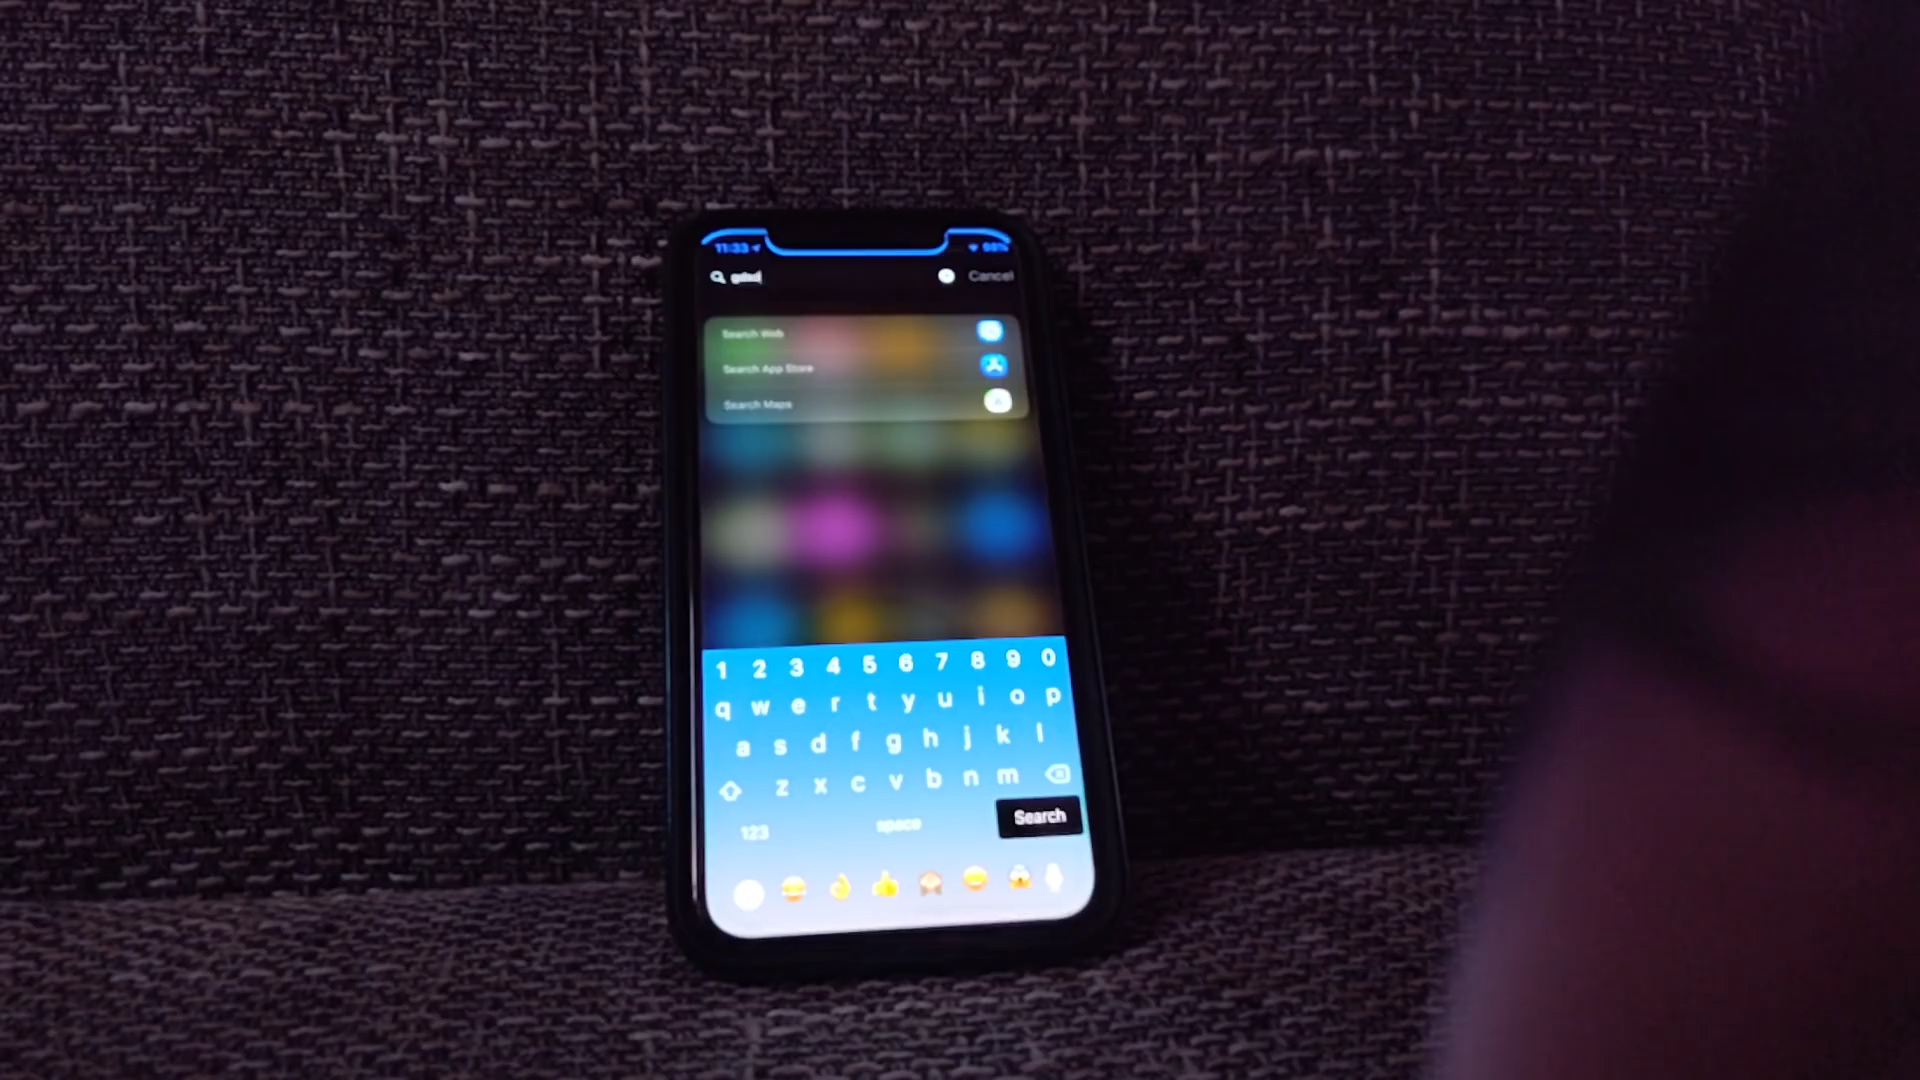 11:33
Cancel
Search Web
Search App Store
Search Maps
1 2 3 4 5 6 7 8 9 0
q w e r t y u i o p
a s d f g h j k l
z x c v b n m
123 space Search